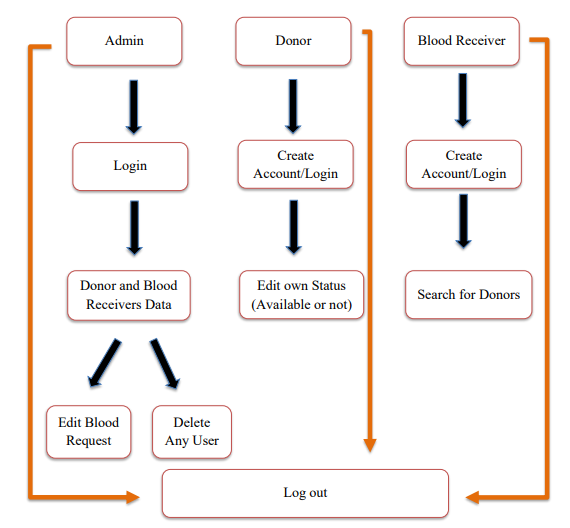 Admin
Donor
Blood Receiver
Login
Create
Account/Login
Create
Account/Login
Donor and Blood
Receivers Data
Edit own Status
(Available or not)
Search for Donors
Edit Blood
Request
Delete
Any User
Log out